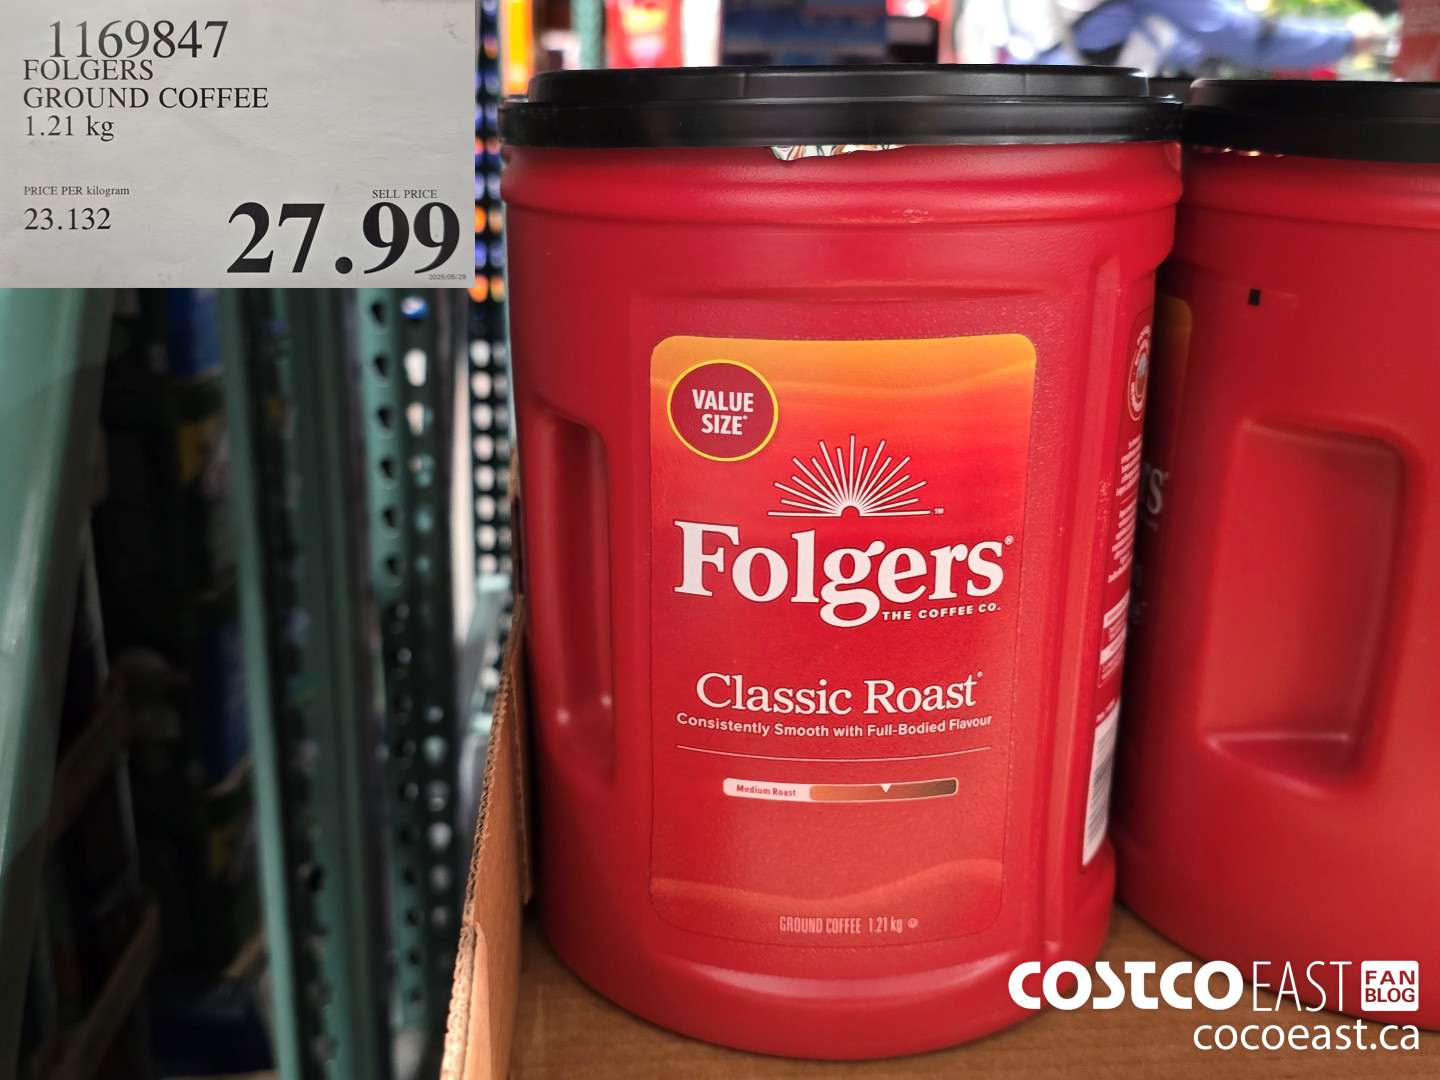 1169847
FOLGERS
GROUND COFFEE
1.21 kg
PRICE PER kilogram
23.132
SELL PRICE
27.99
VALUE
SIZE*
™
Folgers®
THE COFFEE CO.
Classic Roast®
Consistently Smooth with Full-Bodied Flavour
Medium Roast
GROUND COFFEE 1.21 kg
COSTCO EAST FAN BLOG
cocoeast.ca